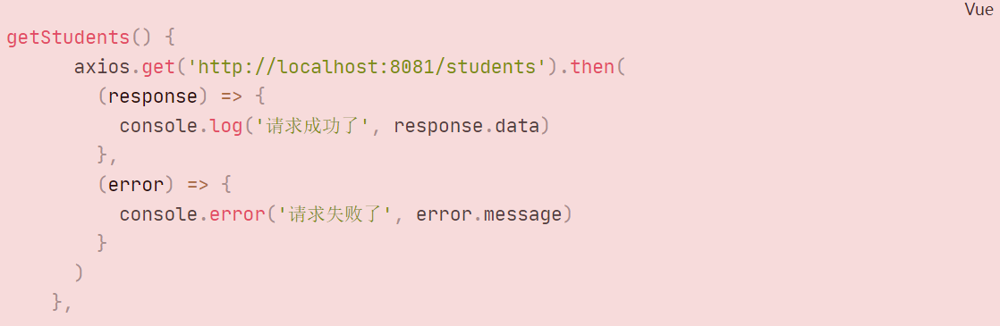 Vue
getStudents() {
      axios.get('http://localhost:8081/students').then(
        (response) => {
          console.log('请求成功了', response.data)
        },
        (error) => {
          console.error('请求失败了', error.message)
        }
      )
    },